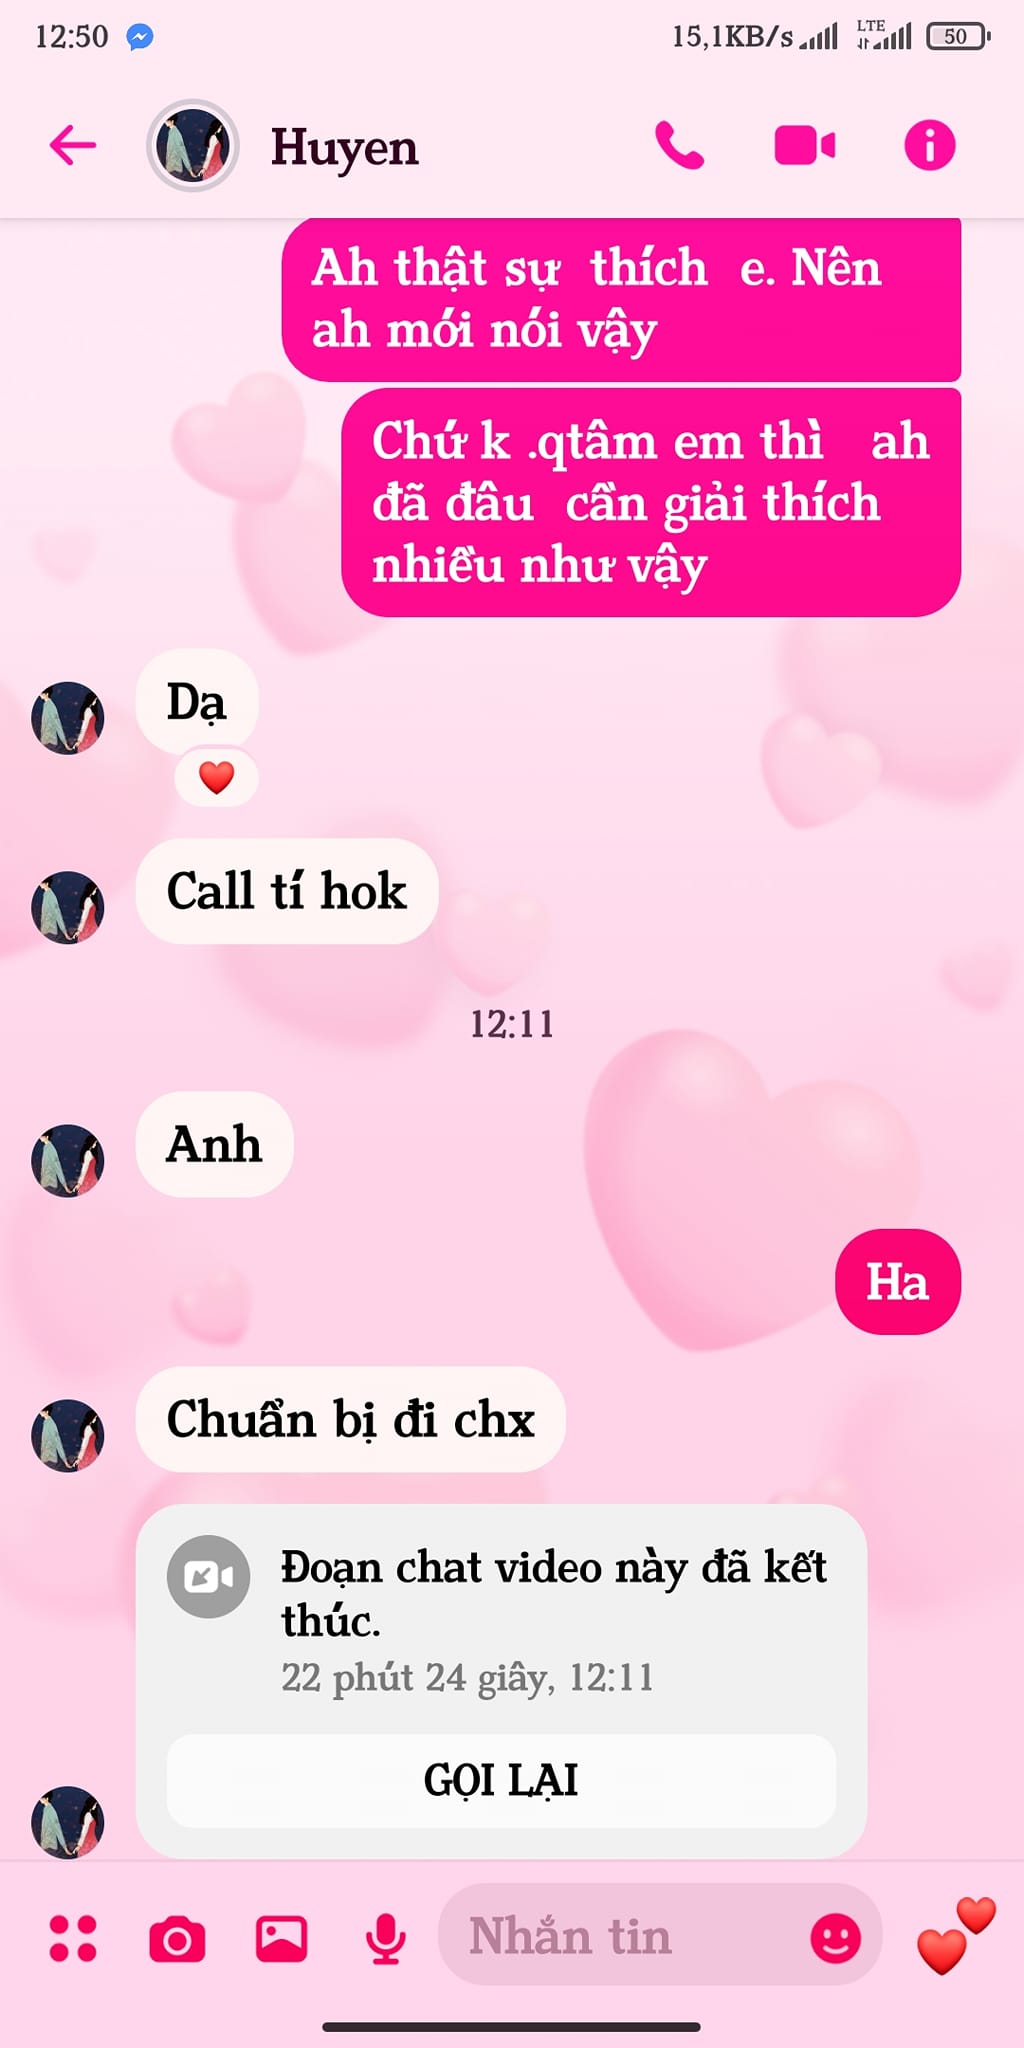 12:50
15,1KB/s LTE 50
Huyen
Ah thật sự thích e. Nên
ah mới nói vậy
Chứ k .qtâm em thì ah
đã đâu cần giải thích
nhiều như vậy
Dạ
Call tí hok
12:11
Anh
Ha
Chuẩn bị đi chx
Đoạn chat video này đã kết
thúc.
22 phút 24 giây, 12:11
GỌI LẠI
Nhắn tin